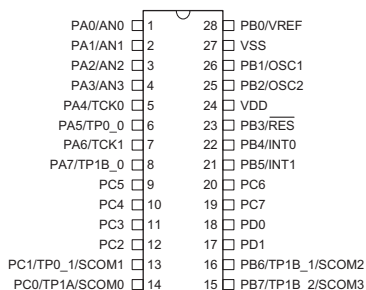 PA0/AN0 1 28 PB0/VREF
PA1/AN1 2 27 VSS
PA2/AN2 3 26 PB1/OSC1
PA3/AN3 4 25 PB2/OSC2
PA4/TCK0 5 24 VDD
PA5/TP0_0 6 23 PB3/RES
PA6/TCK1 7 22 PB4/INT0
PA7/TP1B_0 8 21 PB5/INT1
PC5 9 20 PC6
PC4 10 19 PC7
PC3 11 18 PD0
PC2 12 17 PD1
PC1/TP0_1/SCOM1 13 16 PB6/TP1B_1/SCOM2
PC0/TP1A/SCOM0 14 15 PB7/TP1B_2/SCOM3